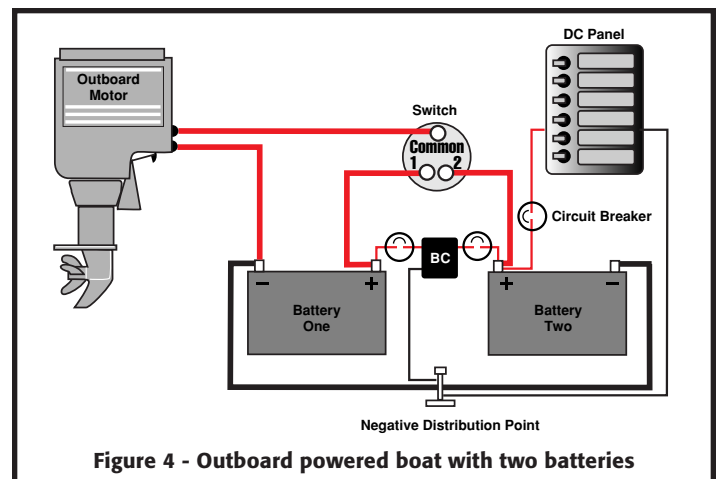 DC Panel
Outboard
Motor
Switch
Common
1 2
Circuit Breaker
BC
− +
+ −
Battery
One
Battery
Two
Negative Distribution Point
Figure 4 - Outboard powered boat with two batteries